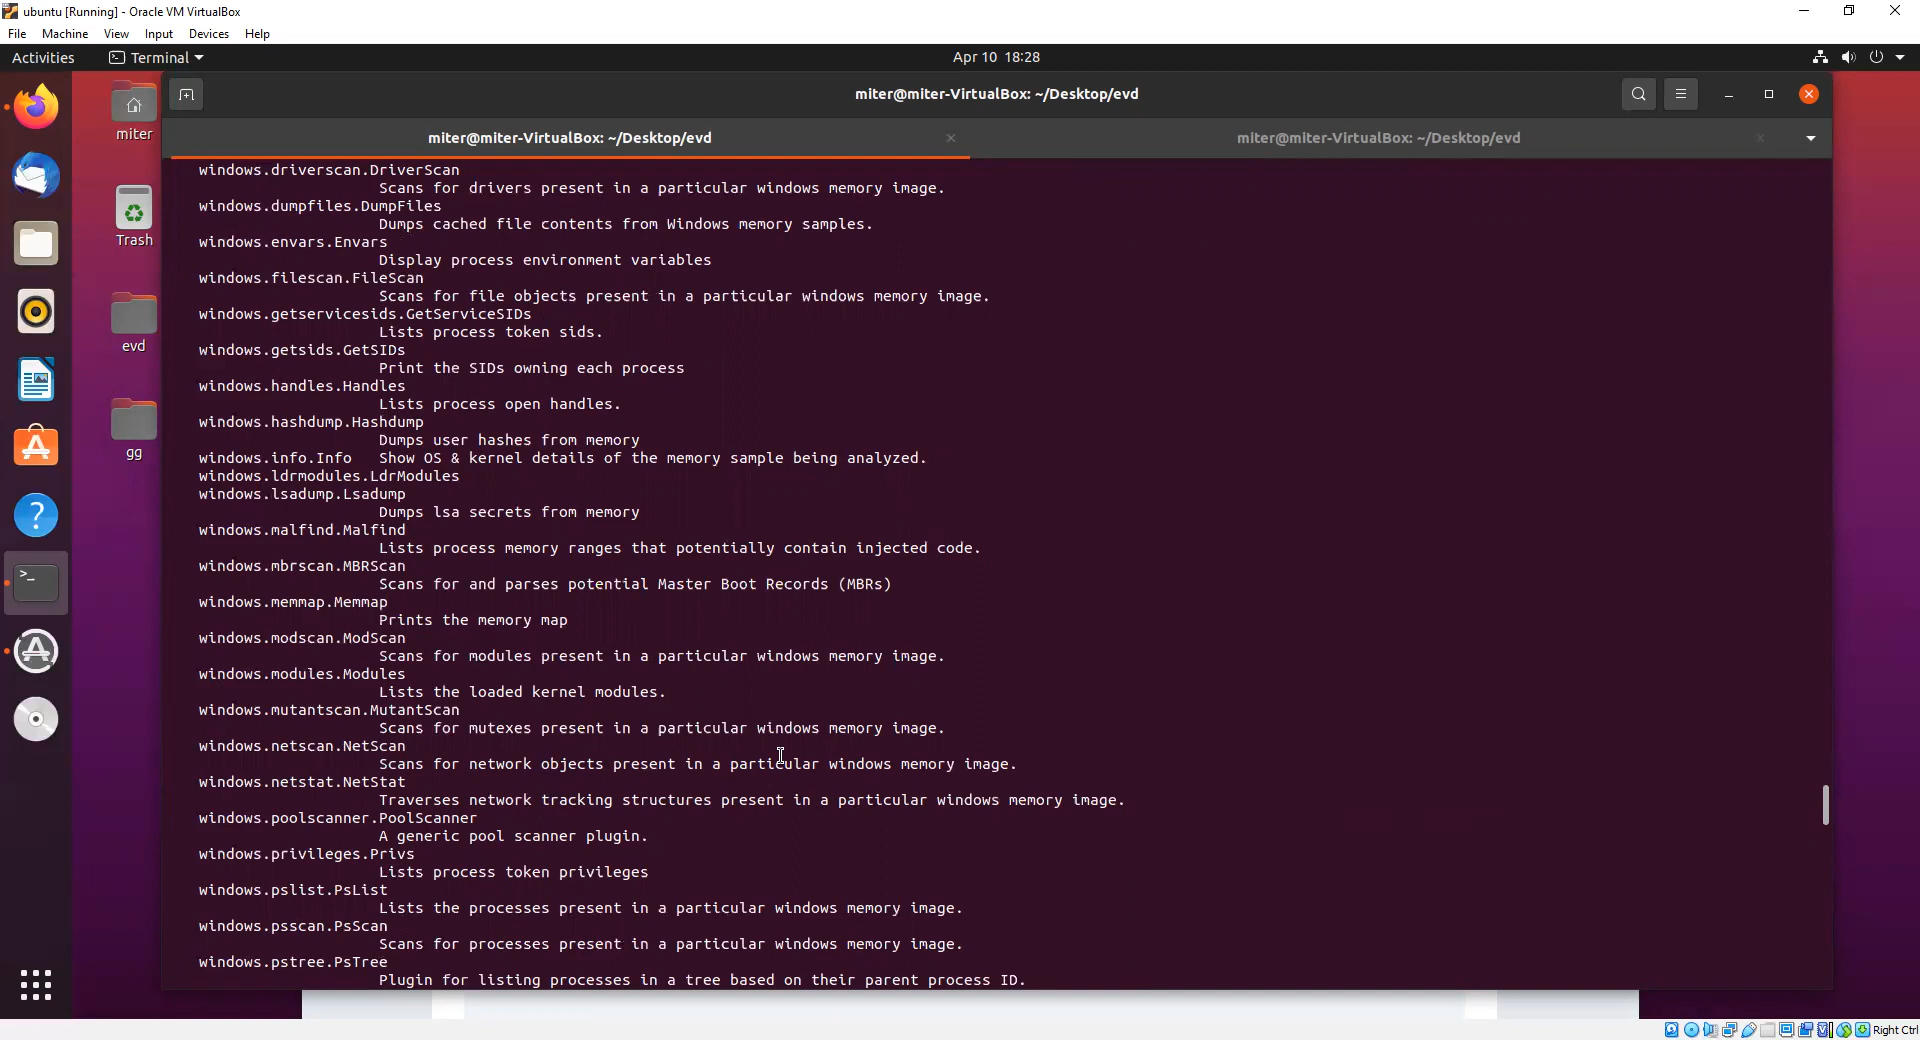 ubuntu [Running] - Oracle VM VirtualBox
File Machine View Input Devices Help
Activities Terminal Apr 10 18:28
miter@miter-VirtualBox: ~/Desktop/evd
miter@miter-VirtualBox: ~/Desktop/evd miter@miter-VirtualBox: ~/Desktop/evd
miter
Trash
evd
gg
windows.driverscan.DriverScan
Scans for drivers present in a particular windows memory image.
windows.dumpfiles.DumpFiles
Dumps cached file contents from Windows memory samples.
windows.envars.Envars
Display process environment variables
windows.filescan.FileScan
Scans for file objects present in a particular windows memory image.
windows.getservicesids.GetServiceSIDs
Lists process token sids.
windows.getsids.GetSIDs
Print the SIDs owning each process
windows.handles.Handles
Lists process open handles.
windows.hashdump.Hashdump
Dumps user hashes from memory
windows.info.Info Show OS & kernel details of the memory sample being analyzed.
windows.ldrmodules.LdrModules
windows.lsadump.Lsadump
Dumps lsa secrets from memory
windows.malfind.Malfind
Lists process memory ranges that potentially contain injected code.
windows.mbrscan.MBRScan
Scans for and parses potential Master Boot Records (MBRs)
windows.memmap.Memmap
Prints the memory map
windows.modscan.ModScan
Scans for modules present in a particular windows memory image.
windows.modules.Modules
Lists the loaded kernel modules.
windows.mutantscan.MutantScan
Scans for mutexes present in a particular windows memory image.
windows.netscan.NetScan
Scans for network objects present in a particular windows memory image.
windows.netstat.NetStat
Traverses network tracking structures present in a particular windows memory image.
windows.poolscanner.PoolScanner
A generic pool scanner plugin.
windows.privileges.Privs
Lists process token privileges
windows.pslist.PsList
Lists the processes present in a particular windows memory image.
windows.psscan.PsScan
Scans for processes present in a particular windows memory image.
windows.pstree.PsTree
Plugin for listing processes in a tree based on their parent process ID.
Right Ctrl